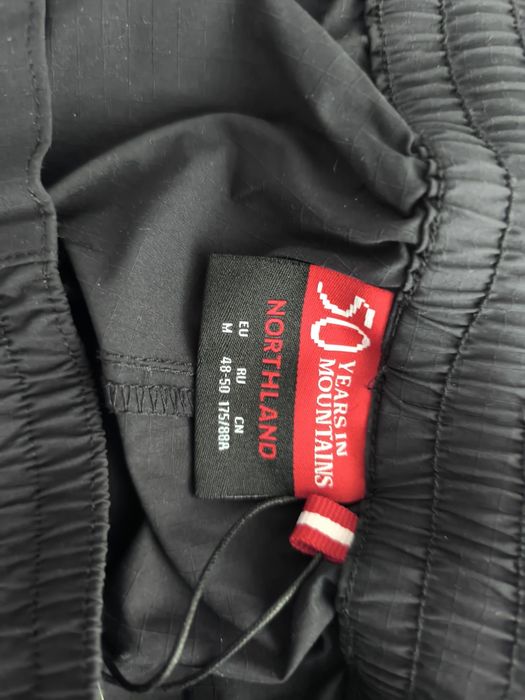 50 YEARS IN
MOUNTAINS
NORTHLAND
EU RU CN
M 48-50 175/88A